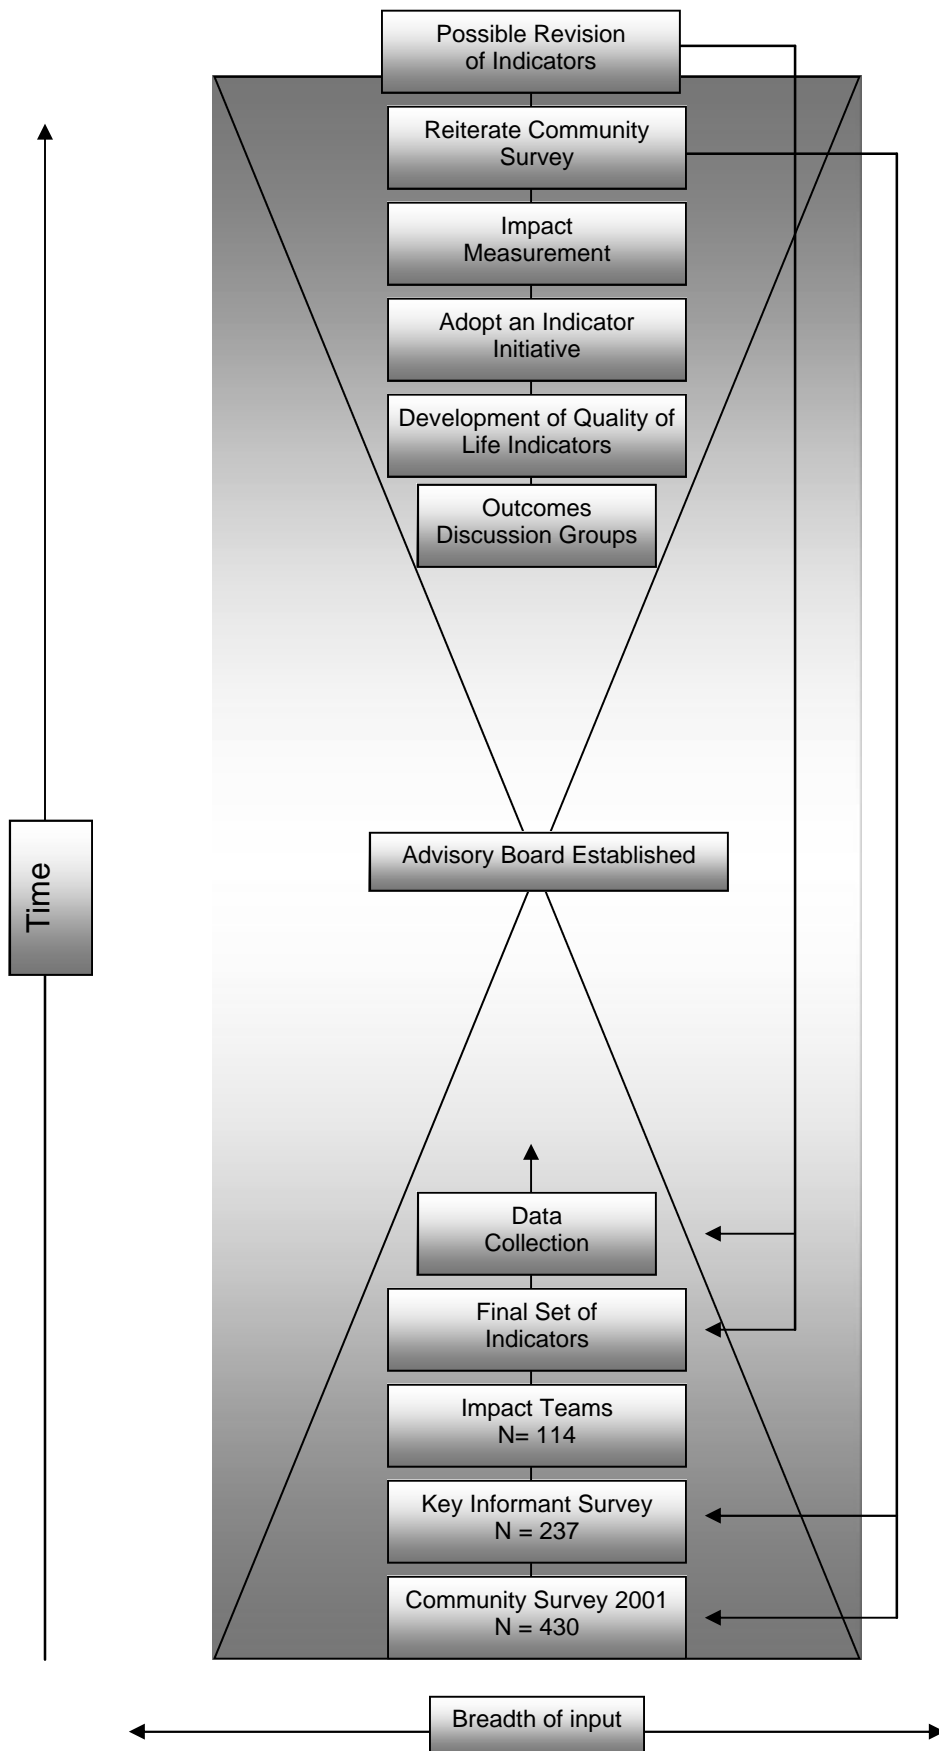 Possible Revision
of Indicators
Reiterate Community
Survey
Impact
Measurement
Adopt an Indicator
Initiative
Development of Quality of
Life Indicators
Outcomes
Discussion Groups
Advisory Board Established
Time
Data
Collection
Final Set of
Indicators
Impact Teams
N= 114
Key Informant Survey
N = 237
Community Survey 2001
N = 430
Breadth of input